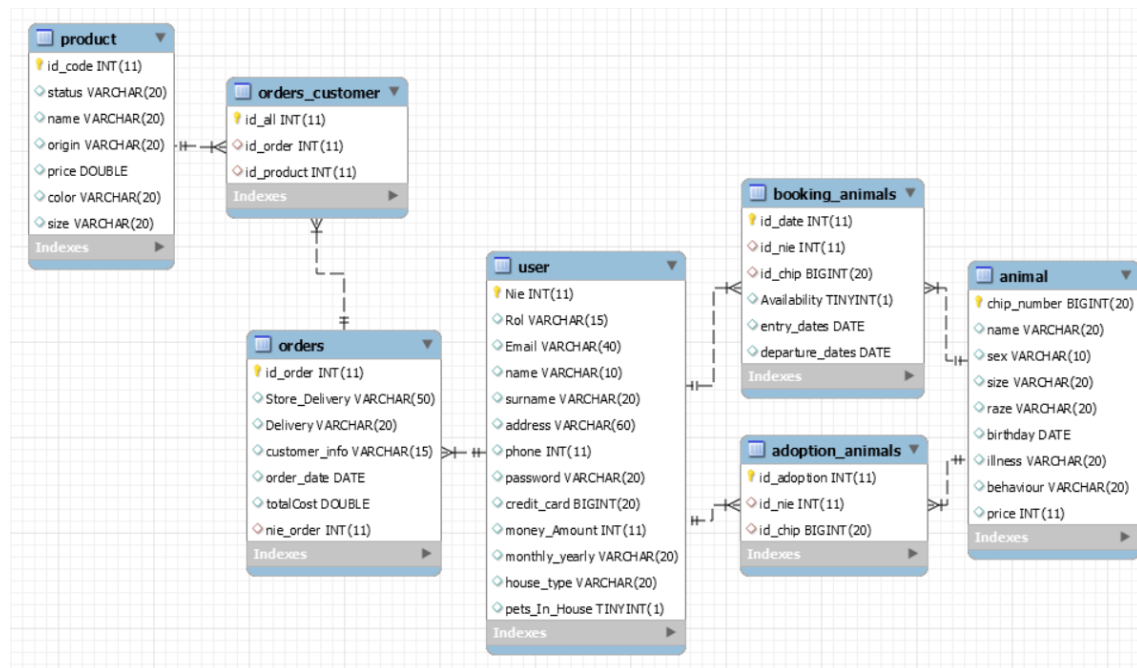 product
id_code INT(11)
status VARCHAR(20)
name VARCHAR(20)
origin VARCHAR(20)
price DOUBLE
color VARCHAR(20)
size VARCHAR(20)
Indexes
orders_customer
id_all INT(11)
id_order INT(11)
id_product INT(11)
Indexes
orders
id_order INT(11)
Store_Delivery VARCHAR(50)
Delivery VARCHAR(20)
customer_info VARCHAR(15)
order_date DATE
totalCost DOUBLE
nie_order INT(11)
Indexes
user
Nie INT(11)
Rol VARCHAR(15)
Email VARCHAR(40)
name VARCHAR(10)
surname VARCHAR(20)
address VARCHAR(60)
phone INT(11)
password VARCHAR(20)
credit_card BIGINT(20)
money_Amount INT(11)
monthly_yearly VARCHAR(20)
house_type VARCHAR(20)
pets_In_House TINYINT(1)
Indexes
booking_animals
id_date INT(11)
id_nie INT(11)
id_chip BIGINT(20)
Availability TINYINT(1)
entry_dates DATE
departure_dates DATE
Indexes
adoption_animals
id_adoption INT(11)
id_nie INT(11)
id_chip BIGINT(20)
Indexes
animal
chip_number BIGINT(20)
name VARCHAR(20)
sex VARCHAR(10)
size VARCHAR(20)
raze VARCHAR(20)
birthday DATE
illness VARCHAR(20)
behaviour VARCHAR(20)
price INT(11)
Indexes